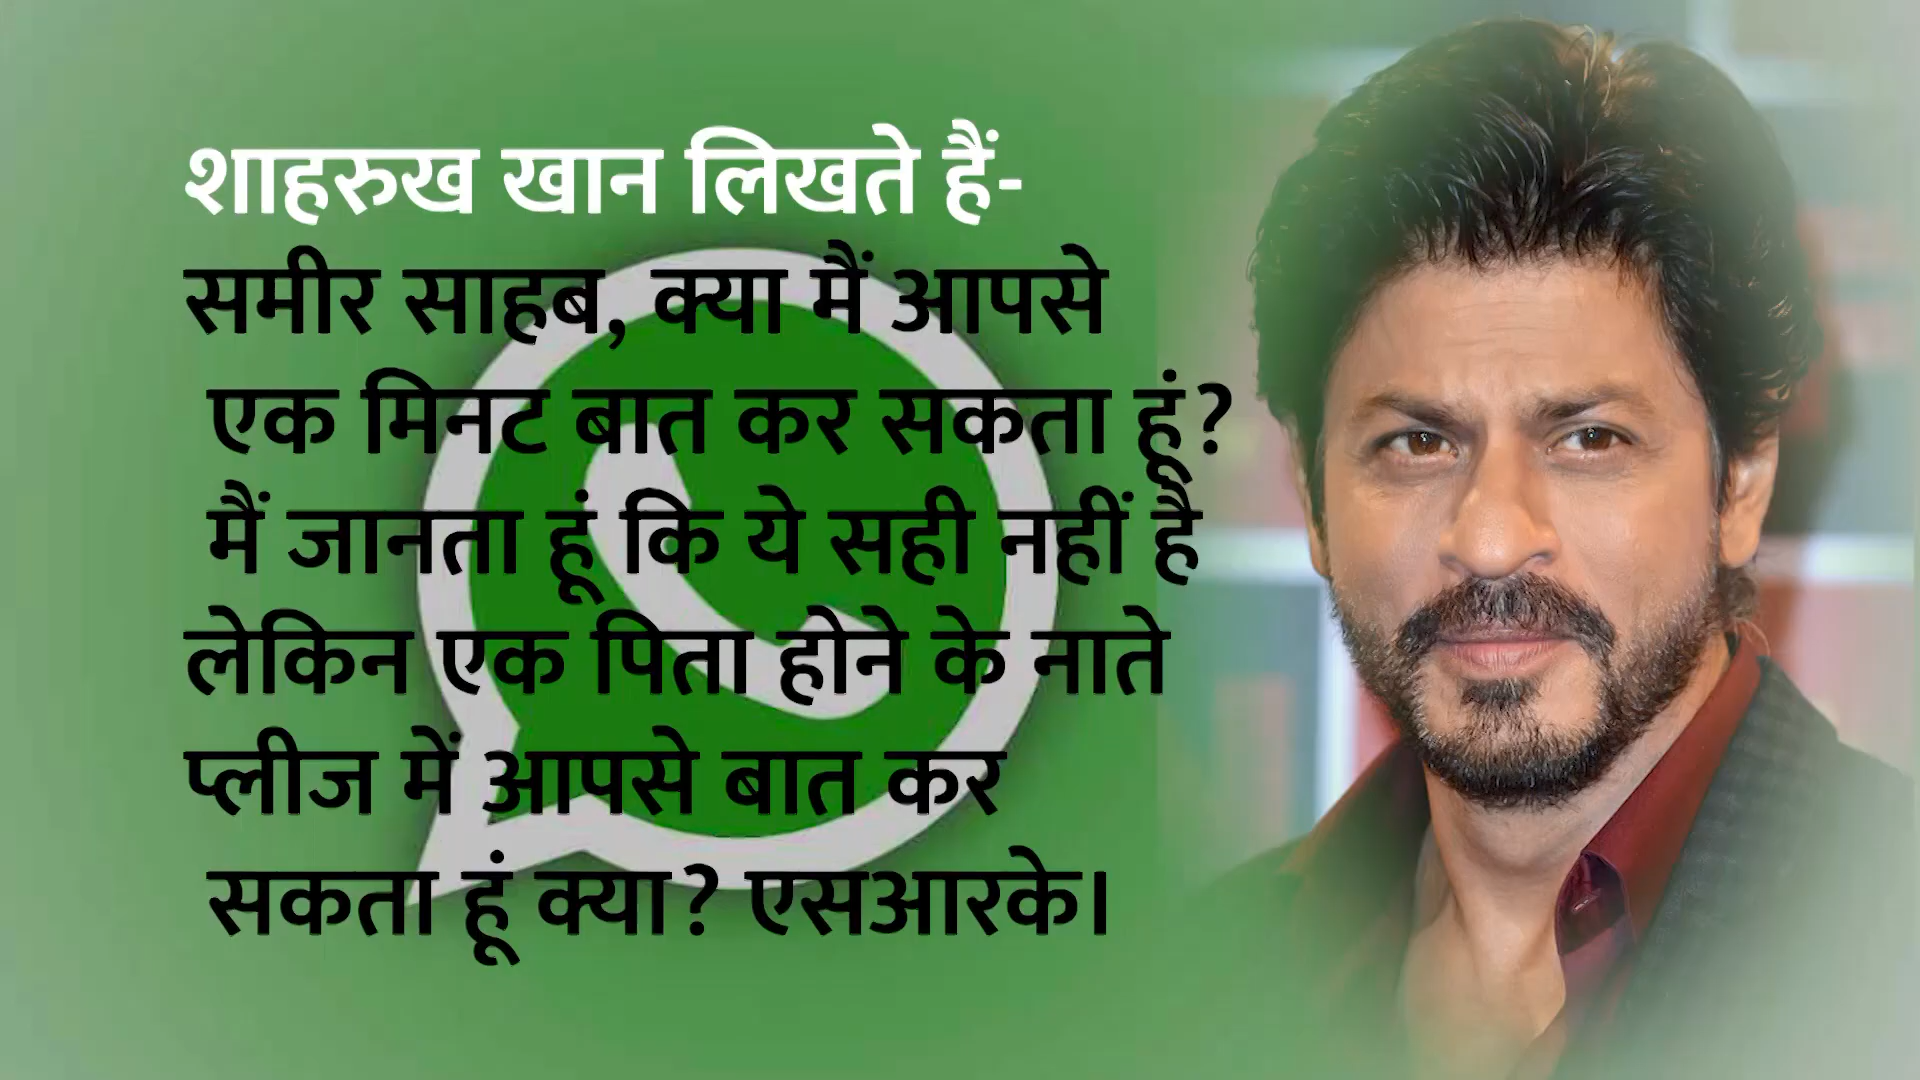 शाहरुख खान लिखते हैं-
समीर साहब, क्या मैं आपसे
एक मिनट बात कर सकता हूं?
मैं जानता हूं कि ये सही नहीं है
लेकिन एक पिता होने के नाते
प्लीज में आपसे बात कर
सकता हूं क्या? एसआरके।